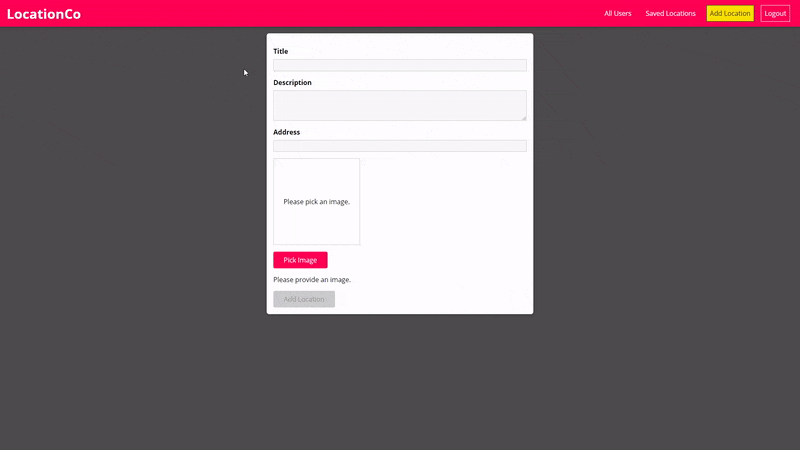 LocationCo
All Users Saved Locations Add Location Logout
Title
Description
Address
Please pick an image.
Pick Image
Please provide an image.
Add Location